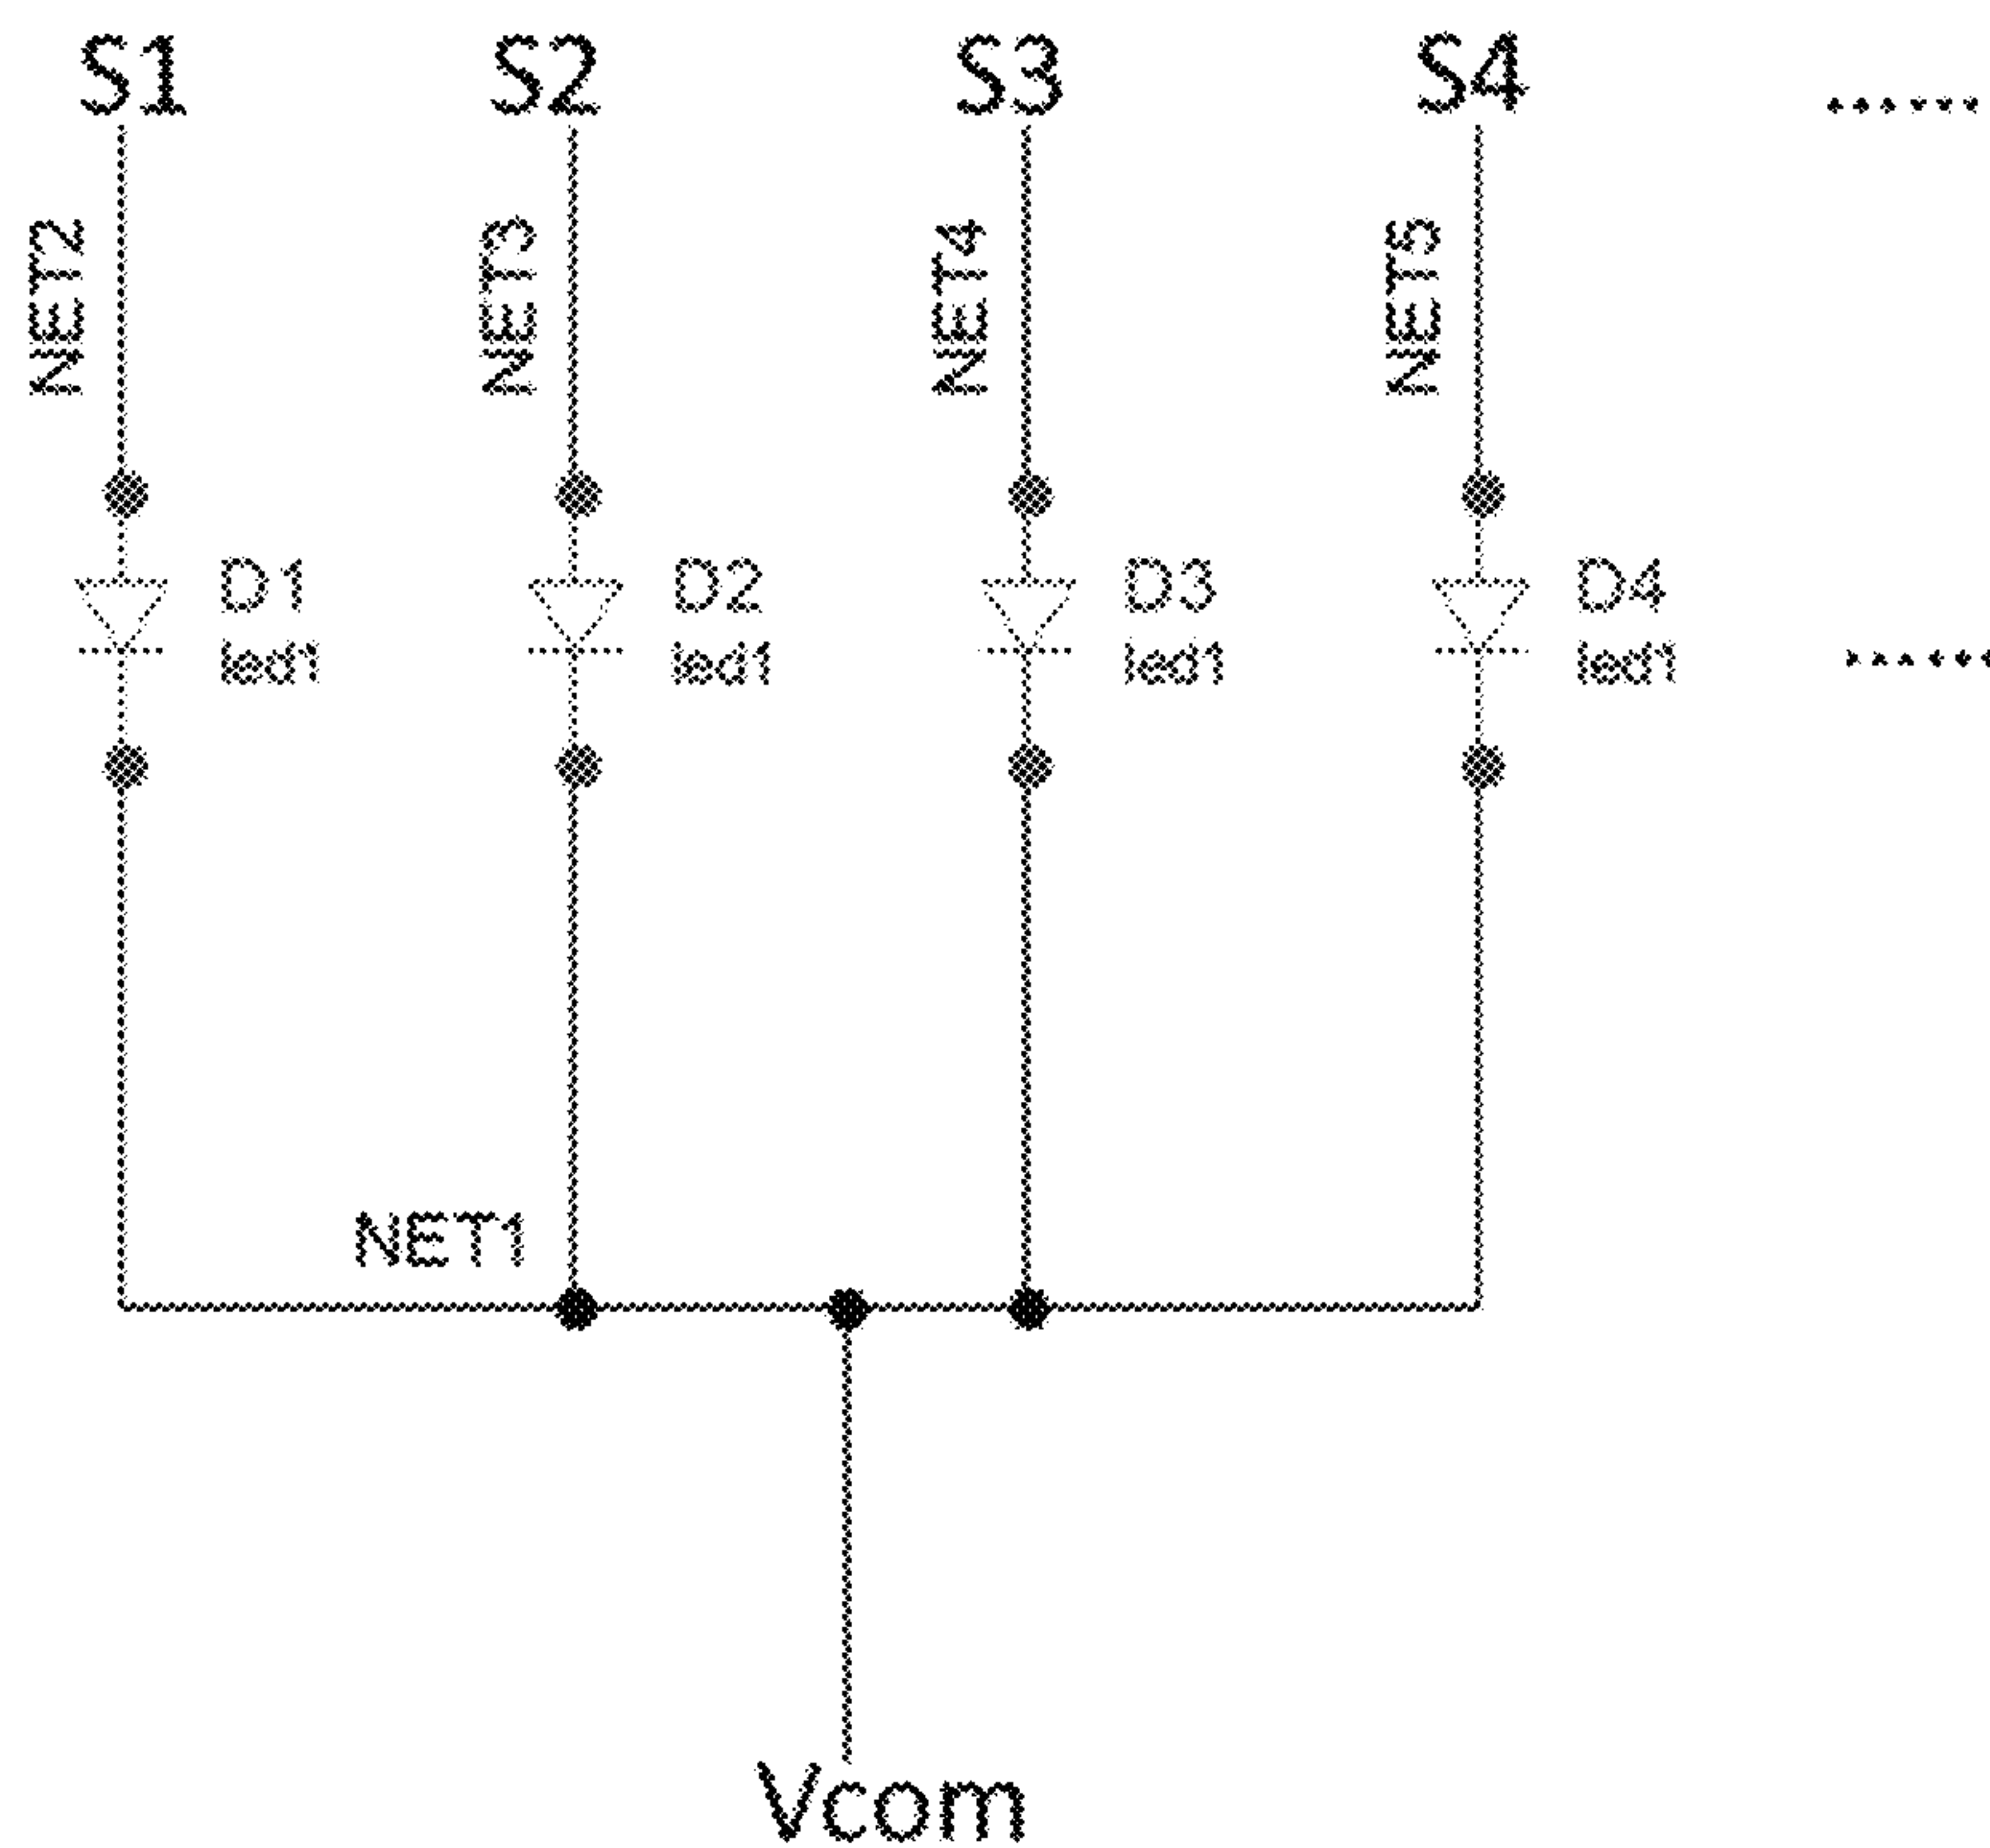 S1 S2 S3 S4 ......
NET2 NET3 NET4 NET5
D1 D2 D3 D4
led1 led1 led1 led1 ......
NET1
Vcom